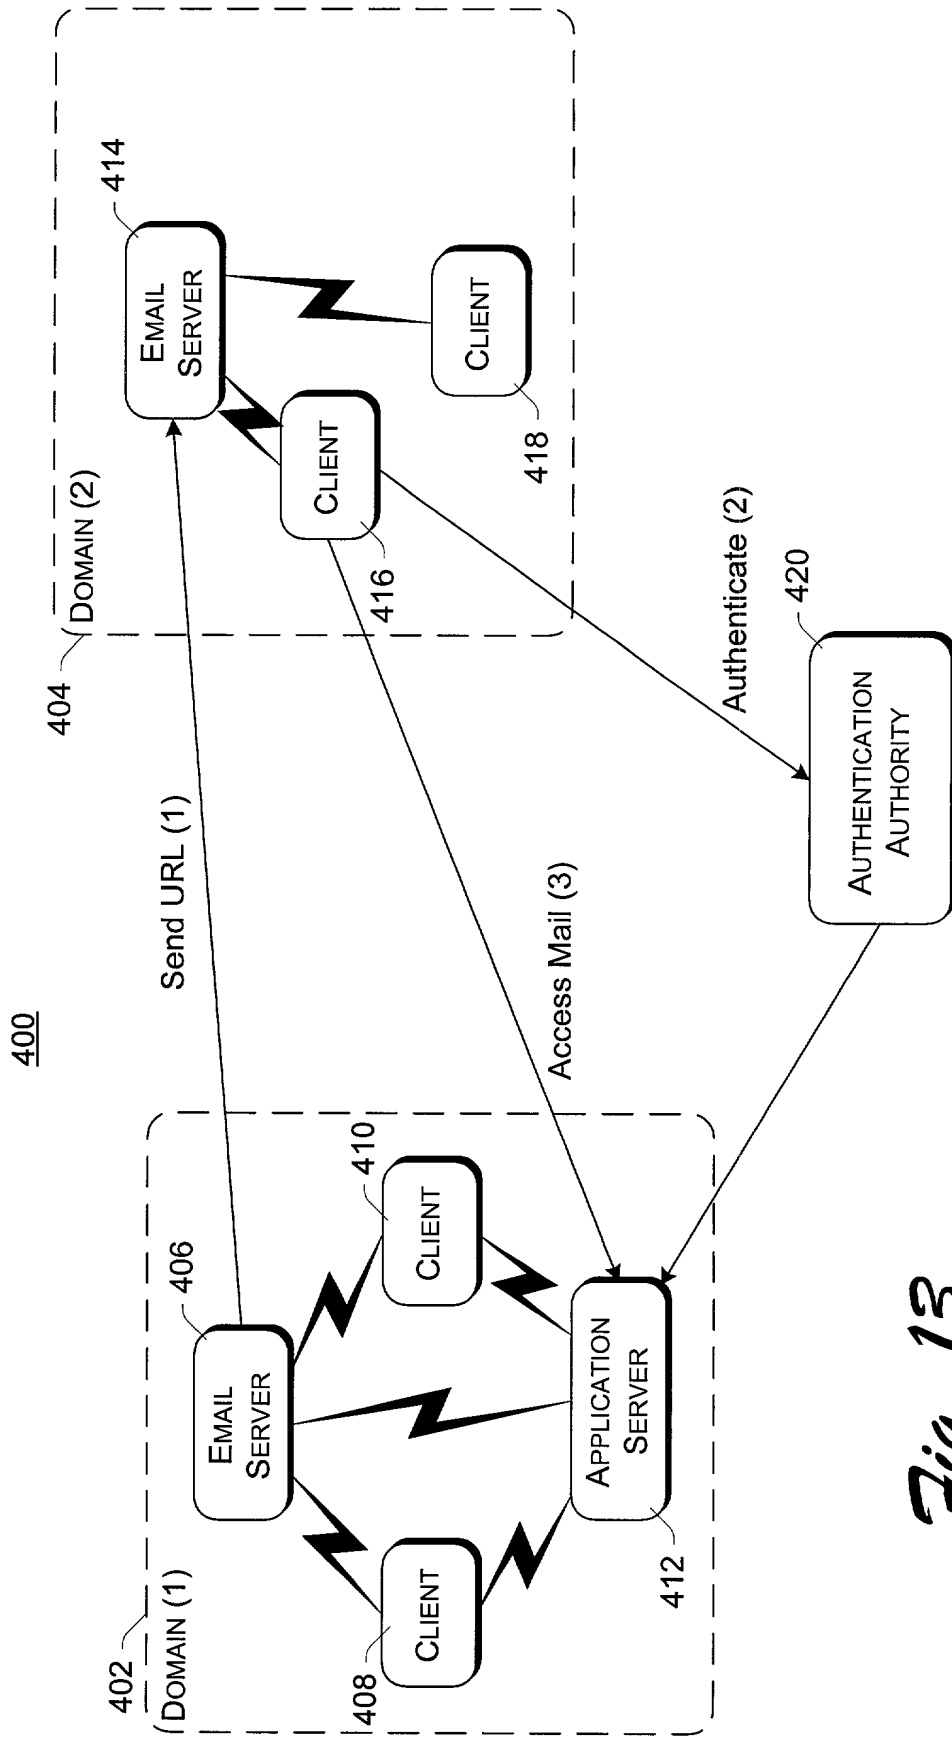 400
402
DOMAIN (1)
EMAIL
SERVER
406
CLIENT
408
CLIENT
410
APPLICATION
SERVER
412
Send URL (1)
Access Mail (3)
404
DOMAIN (2)
EMAIL
SERVER
414
CLIENT
416
CLIENT
418
Authenticate (2)
AUTHENTICATION
AUTHORITY
420
Fig. 13